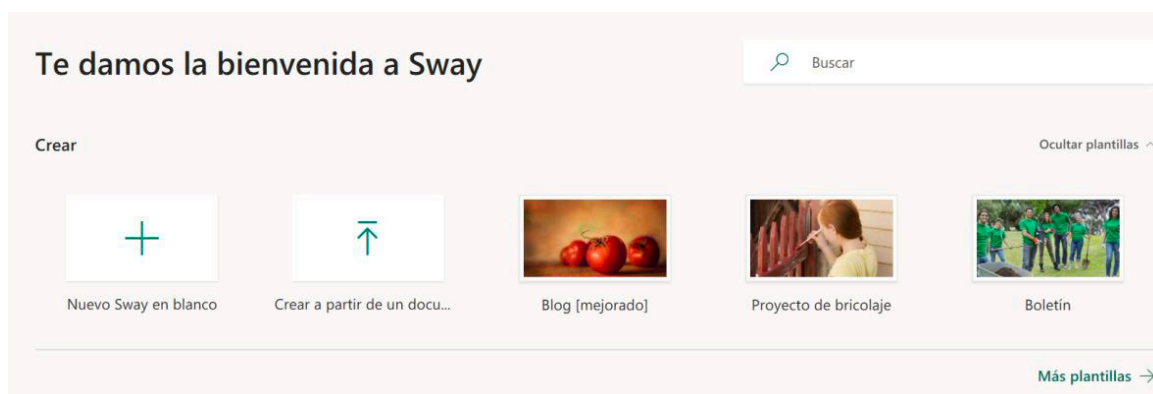 Te damos la bienvenida a Sway
Buscar
Crear
Ocultar plantillas
Nuevo Sway en blanco
Crear a partir de un docu...
Blog [mejorado]
Proyecto de bricolaje
Boletín
Más plantillas